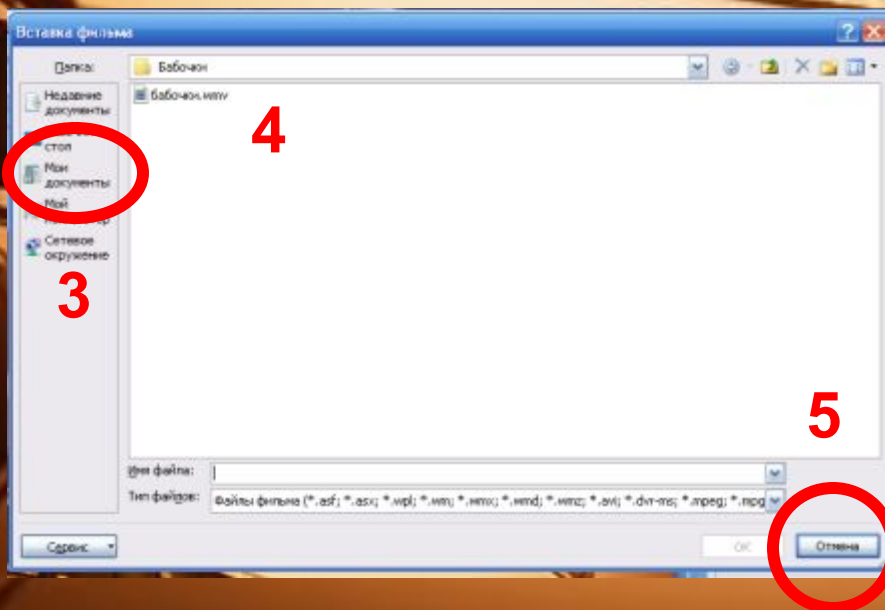 Вставка фильма
Папка:
Бабочки
Недавние
документы
стол
Мои
документы
Мой
Сетевое
окружение
бабочки.wmv
4
3
5
Имя файла:
Тип файлов:
Файлы фильма (*.asf; *.asx; *.wpl; *.wm; *.wmx; *.wmd; *.wmz; *.avi; *.dvr-ms; *.mpeg; *.mpg
Сервис
OK
Отмена